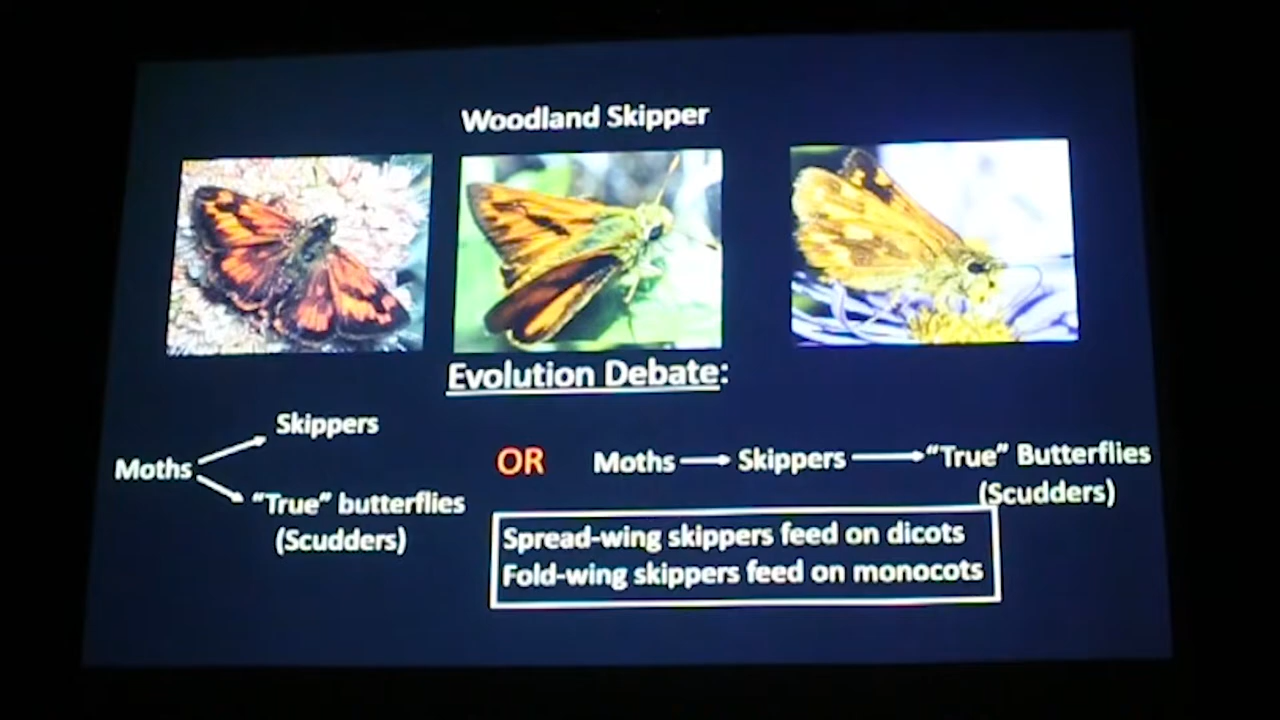 Woodland Skipper
Evolution Debate:
Skippers
Moths
"True" butterflies
(Scudders)
OR
Moths
Skippers
"True" Butterflies
(Scudders)
Spread-wing skippers feed on dicots
Fold-wing skippers feed on monocots